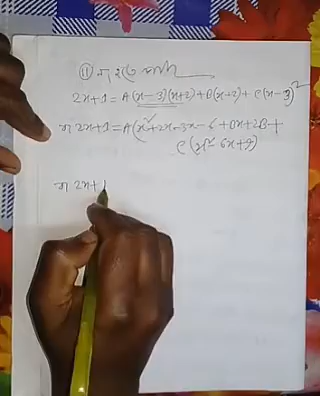 (11) নং হতে পাই
2x+1 = A(x-3)(x+2)+B(x+2)+C(x-3)²
বা 2x+1 = A(x²+2x-3x-6+Bx+2B+
C(x²-6x+9)
বা 2x+1